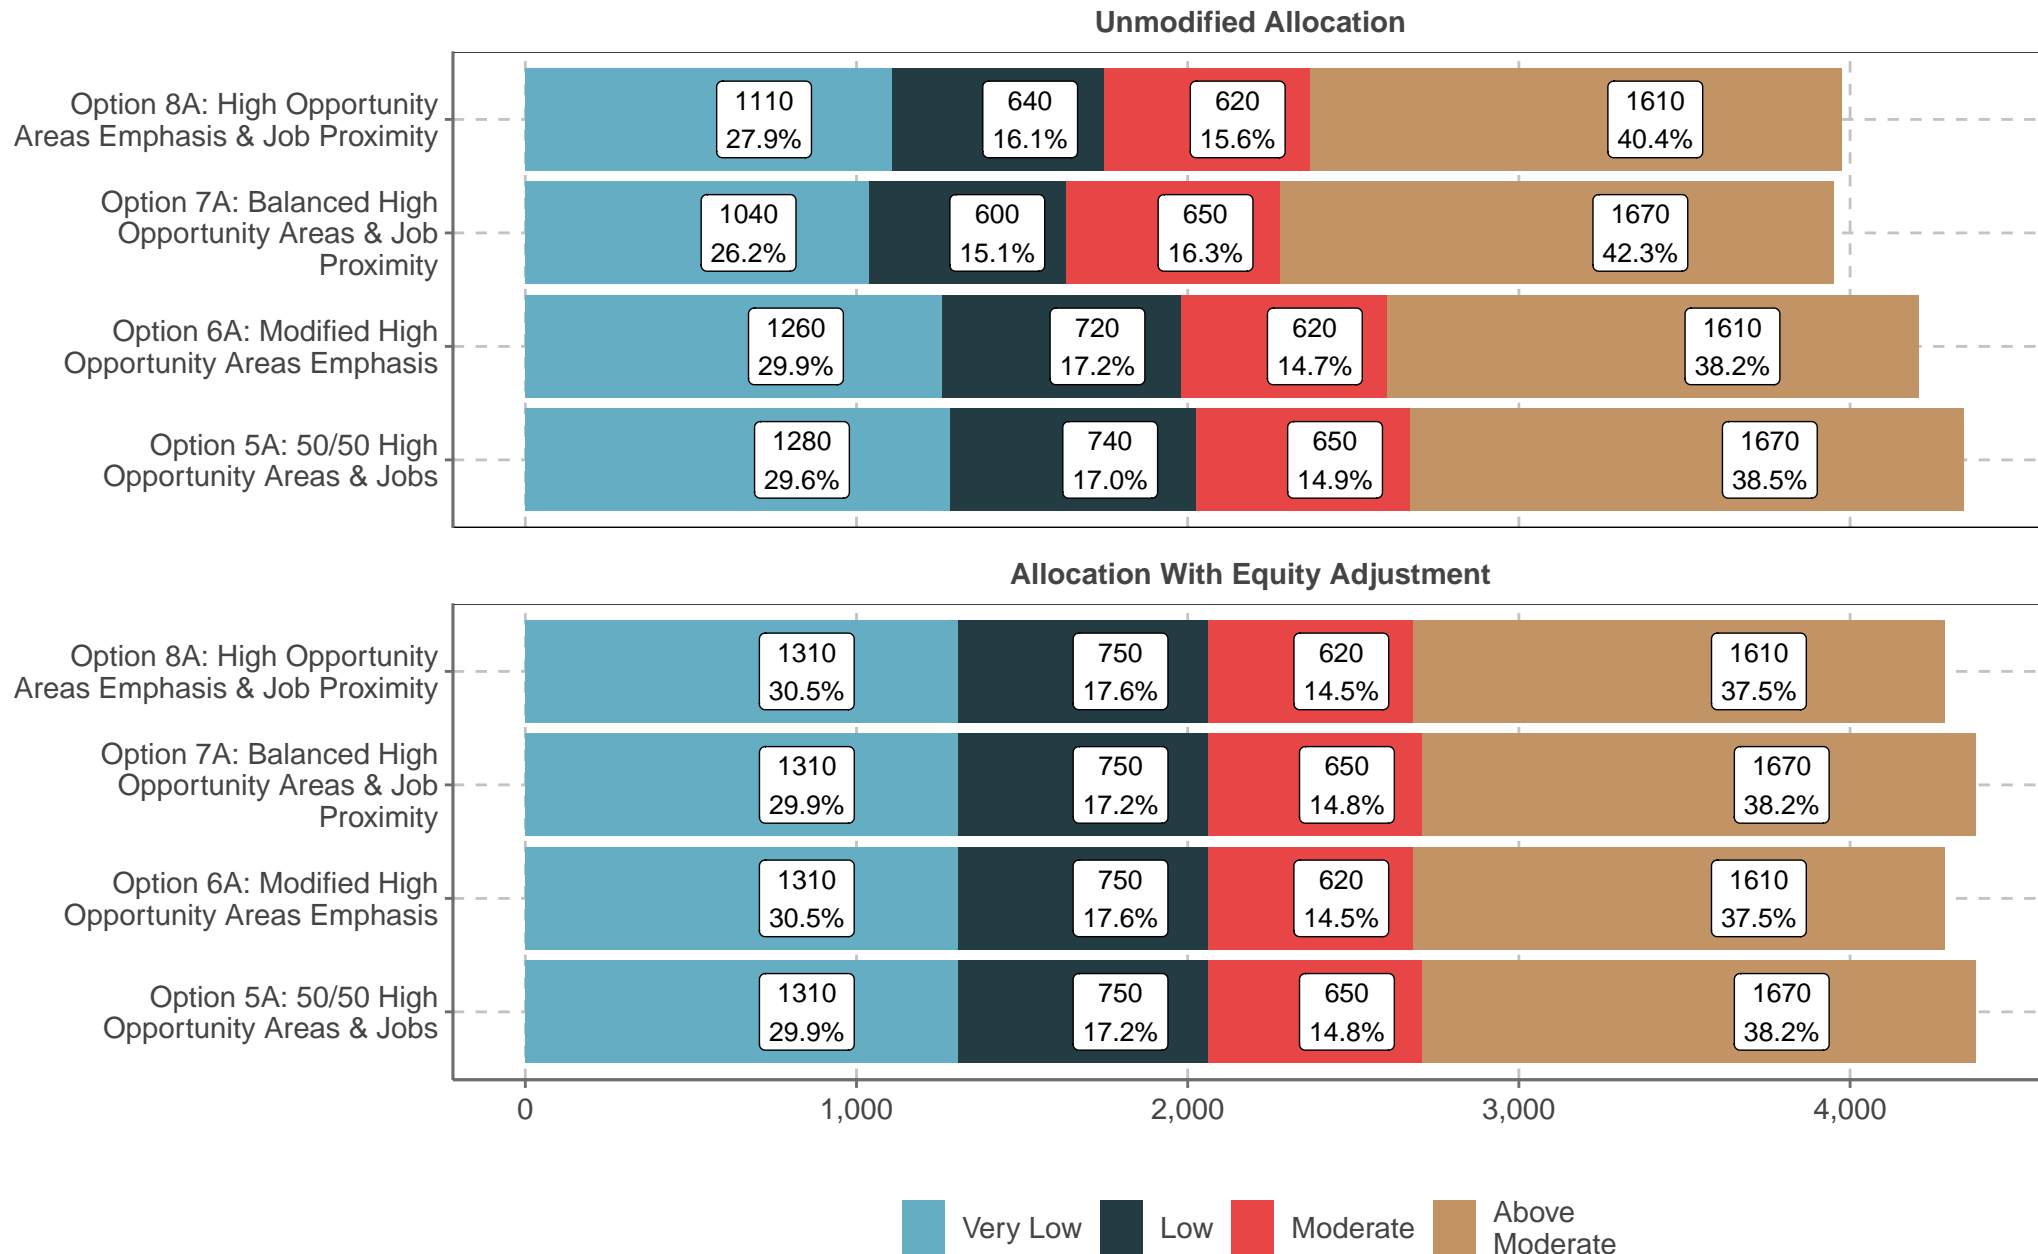 Unmodified Allocation
Option 8A: High Opportunity
Areas Emphasis & Job Proximity
1110
27.9%
640
16.1%
620
15.6%
1610
40.4%
Option 7A: Balanced High
Opportunity Areas & Job
Proximity
1040
26.2%
600
15.1%
650
16.3%
1670
42.3%
Option 6A: Modified High
Opportunity Areas Emphasis
1260
29.9%
720
17.2%
620
14.7%
1610
38.2%
Option 5A: 50/50 High
Opportunity Areas & Jobs
1280
29.6%
740
17.0%
650
14.9%
1670
38.5%
Allocation With Equity Adjustment
Option 8A: High Opportunity
Areas Emphasis & Job Proximity
1310
30.5%
750
17.6%
620
14.5%
1610
37.5%
Option 7A: Balanced High
Opportunity Areas & Job
Proximity
1310
29.9%
750
17.2%
650
14.8%
1670
38.2%
Option 6A: Modified High
Opportunity Areas Emphasis
1310
30.5%
750
17.6%
620
14.5%
1610
37.5%
Option 5A: 50/50 High
Opportunity Areas & Jobs
1310
29.9%
750
17.2%
650
14.8%
1670
38.2%
0 1,000 2,000 3,000 4,000
Very Low
Low
Moderate
Above
Moderate